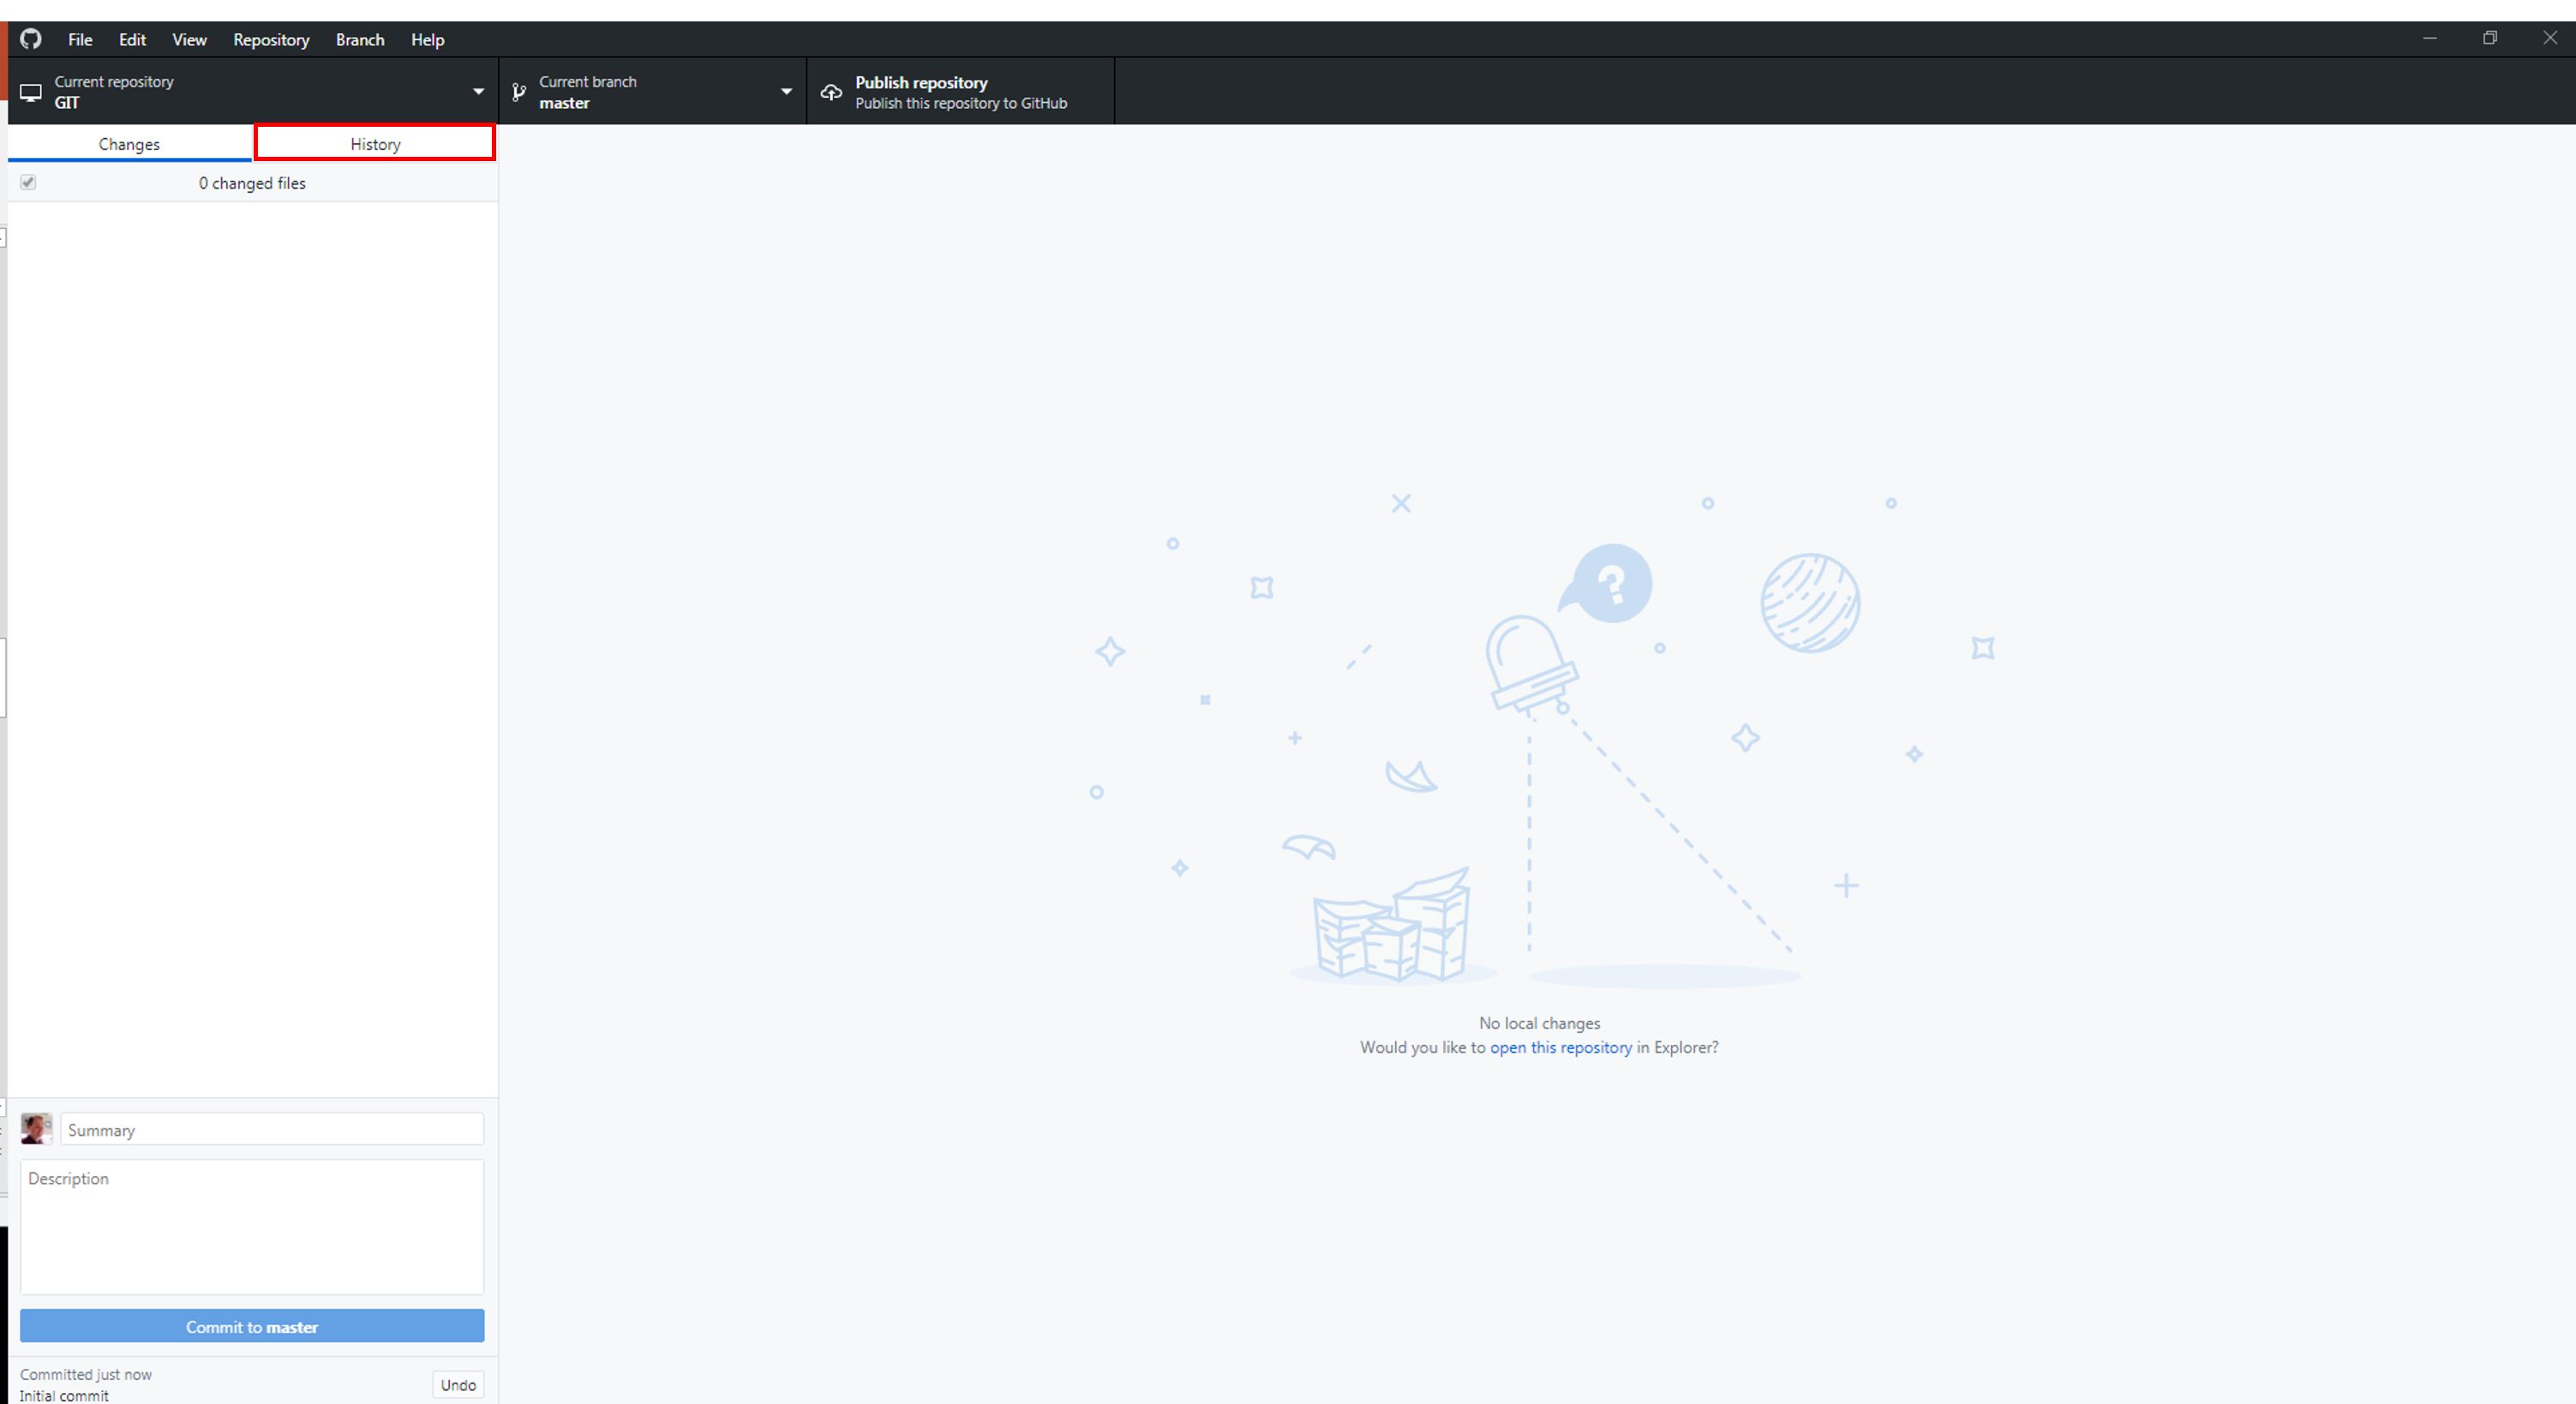 File Edit View Repository Branch Help
Current repository
GIT
Current branch
master
Publish repository
Publish this repository to GitHub
Changes
History
0 changed files
?
No local changes
Would you like to open this repository in Explorer?
Summary
Description
Commit to master
Committed just now
Initial commit
Undo